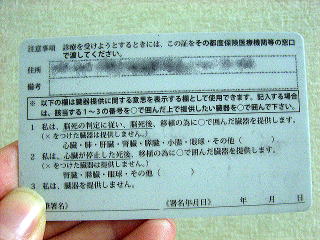 注意事項 診療を受けようとするときには、この証をその都度保険医療機関等の窓口
で渡してください。
住所
備考
※ 以下の欄は臓器提供に関する意思を表示する欄として使用できます。記入する場合
は、該当する1～3の番号を○で囲んだ上で提供したい臓器を○で囲んで下さい。
1 私は、脳死の判定に従い、脳死後、移植の為に○で囲んだ臓器を提供します。
(×をつけた臓器は提供しません。)
心臓・肺・肝臓・腎臓・膵臓・小腸・眼球・その他( )
2 私は、心臓が停止した死後、移植の為に○で囲んだ臓器を提供します。
(×をつけた臓器は提供しません。)
腎臓・膵臓・眼球・その他( )
3 私は、臓器を提供しません。
署名》 《署名年月日》 年 月 日